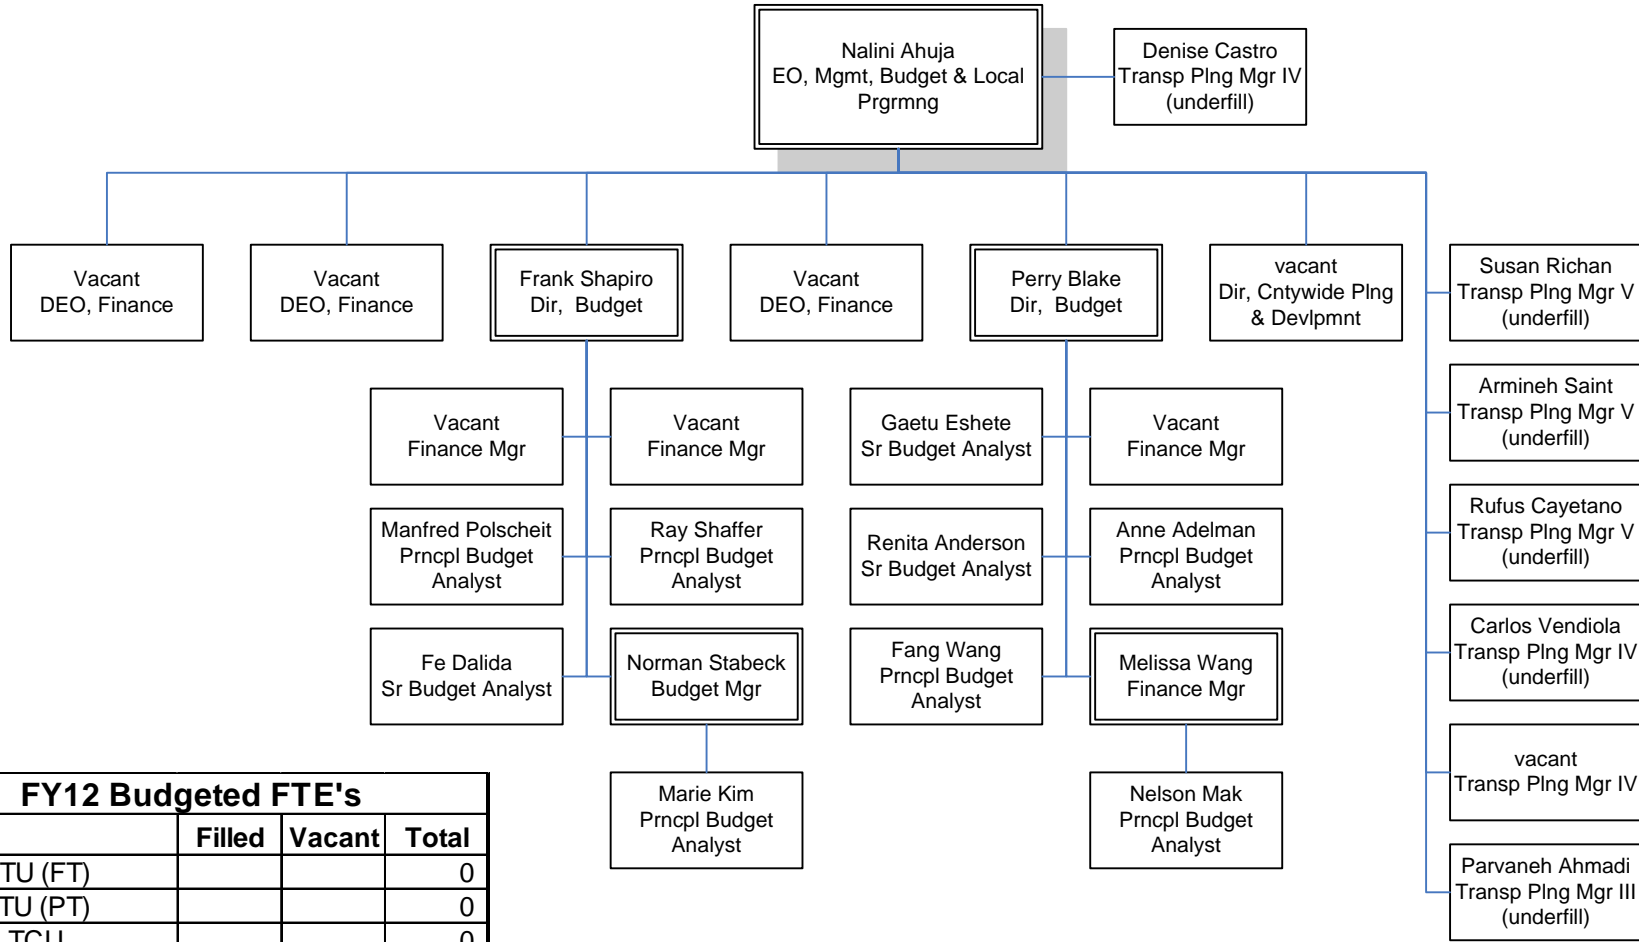 Nalini Ahuja
EO, Mgmt, Budget & Local
Prgrmng
Denise Castro
Transp Plng Mgr IV
(underfill)
Vacant
DEO, Finance
Vacant
DEO, Finance
Frank Shapiro
Dir, Budget
Vacant
DEO, Finance
Perry Blake
Dir, Budget
vacant
Dir, Cntywide Plng
& Devlpmnt
Susan Richan
Transp Plng Mgr V
(underfill)
Vacant
Finance Mgr
Vacant
Finance Mgr
Gaetu Eshete
Sr Budget Analyst
Vacant
Finance Mgr
Armineh Saint
Transp Plng Mgr V
(underfill)
Manfred Polscheit
Prncpl Budget
Analyst
Ray Shaffer
Prncpl Budget
Analyst
Renita Anderson
Sr Budget Analyst
Anne Adelman
Prncpl Budget
Analyst
Rufus Cayetano
Transp Plng Mgr V
(underfill)
Fe Dalida
Sr Budget Analyst
Norman Stabeck
Budget Mgr
Fang Wang
Prncpl Budget
Analyst
Melissa Wang
Finance Mgr
Carlos Vendiola
Transp Plng Mgr IV
(underfill)
Marie Kim
Prncpl Budget
Analyst
Nelson Mak
Prncpl Budget
Analyst
vacant
Transp Plng Mgr IV
Parvaneh Ahmadi
Transp Plng Mgr III
(underfill)
FY12 Budgeted FTE's
Filled Vacant Total
TU (FT) 0
TU (PT) 0
TCU 0